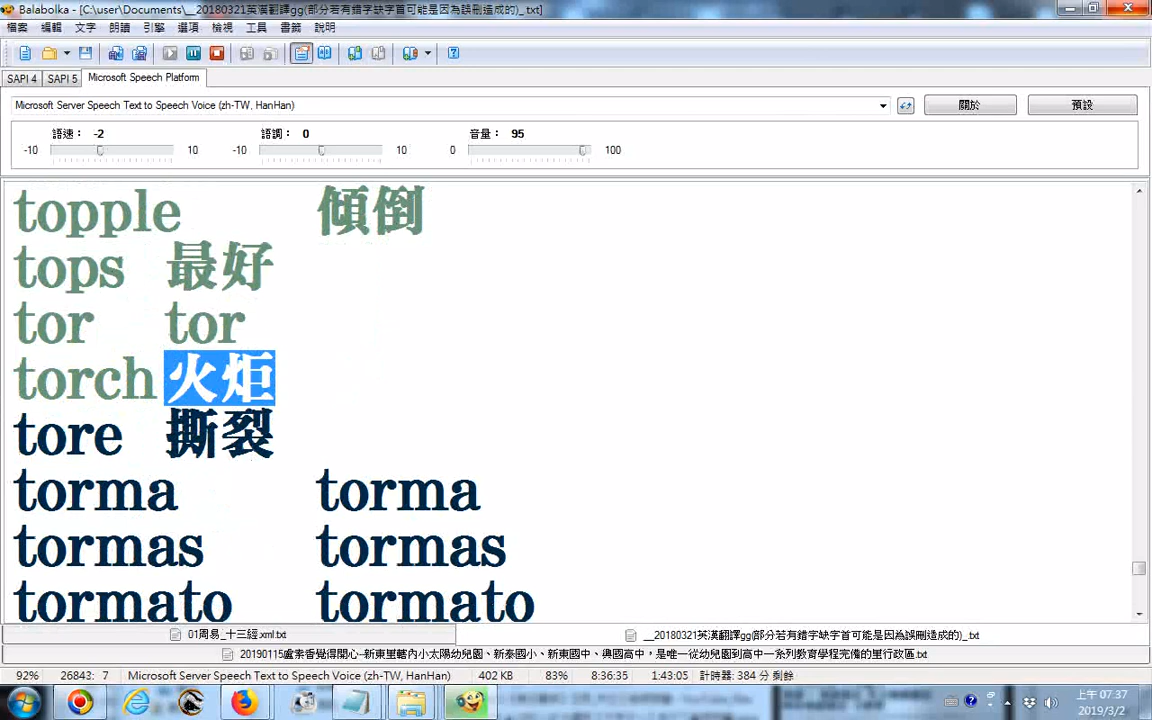 Balabolka - [C:\user\Documents\__20180321英漢翻譯gg(部分若有錯字缺字首可能是因為誤刪造成的)_.txt]
檔案 編輯 文字 朗讀 引擎 選項 檢視 工具 書籤 說明
SAPI 4 SAPI 5 Microsoft Speech Platform
Microsoft Server Speech Text to Speech Voice (zh-TW, HanHan) 關於 預設
語速： -2 語調： 0 音量： 95
-10 10 -10 10 0 100
topple 傾倒
tops 最好
tor tor
torch 火炬
tore 撕裂
torma torma
tormas tormas
tormato tormato
01周易_十三經.xml.txt __20180321英漢翻譯gg(部分若有錯字缺字首可能是因為誤刪造成的)_.txt
20190115盧素香覺得開心~新東里轄內小太陽幼兒園、新泰國小、新東國中、典國高中，是唯一從幼兒園到高中一系列教育學程完備的里行政區.txt
92% 26843: 7 Microsoft Server Speech Text to Speech Voice (zh-TW, HanHan) 402 KB 83% 8:36:35 1:43:05 計時器: 384 分 剩餘
上午 07:37
2019/3/2